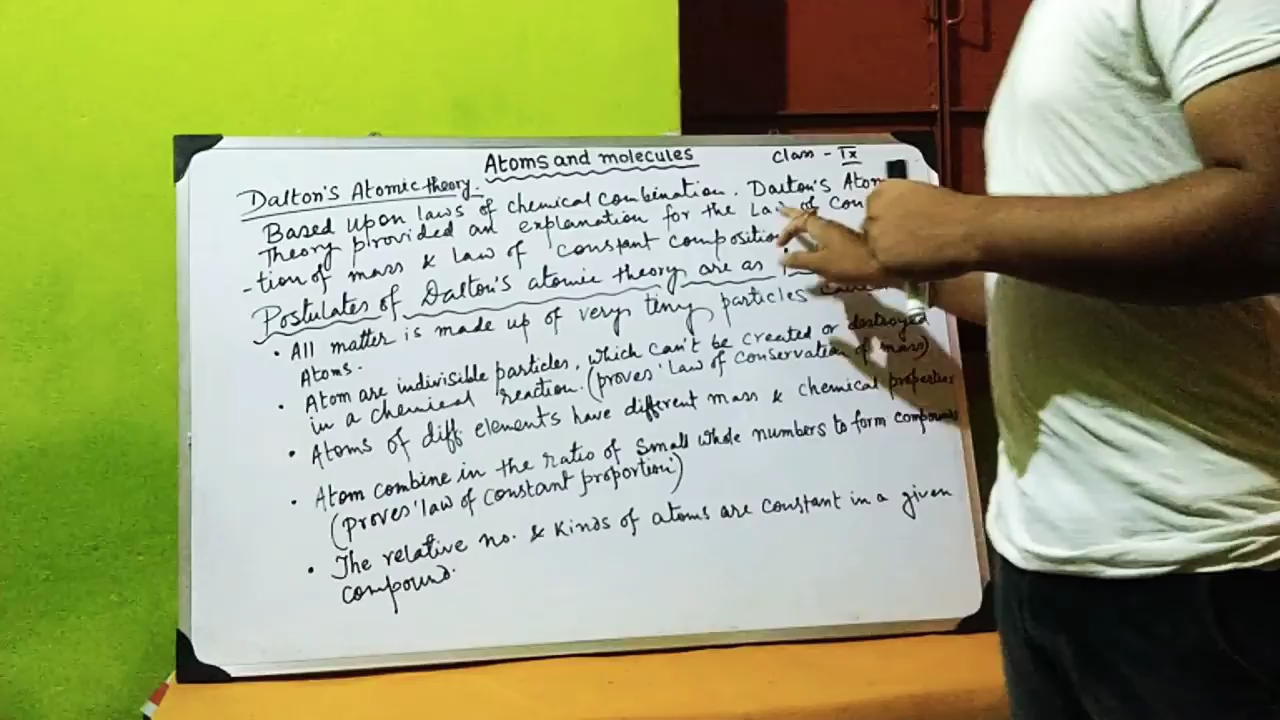 Atoms and molecules
Class - IX
Dalton's Atomic theory.
Based upon laws of chemical combination. Dalton's Atom
Theory provided an explanation for the Law of Con
-tion of mass & law of constant composition
Postulates of Dalton's atomic theory are as
• All matter is made up of very tiny particles
Atoms.
• Atom are indivisible particles, which can't be created or destroyed
in a chemical reaction. (proves 'law of conservation of mass)
• Atoms of diff elements have different mass & chemical properties
• Atom combine in the ratio of small whole numbers to form compounds
(proves 'law of constant proportion')
• The relative no. & kinds of atoms are constant in a given
compound.